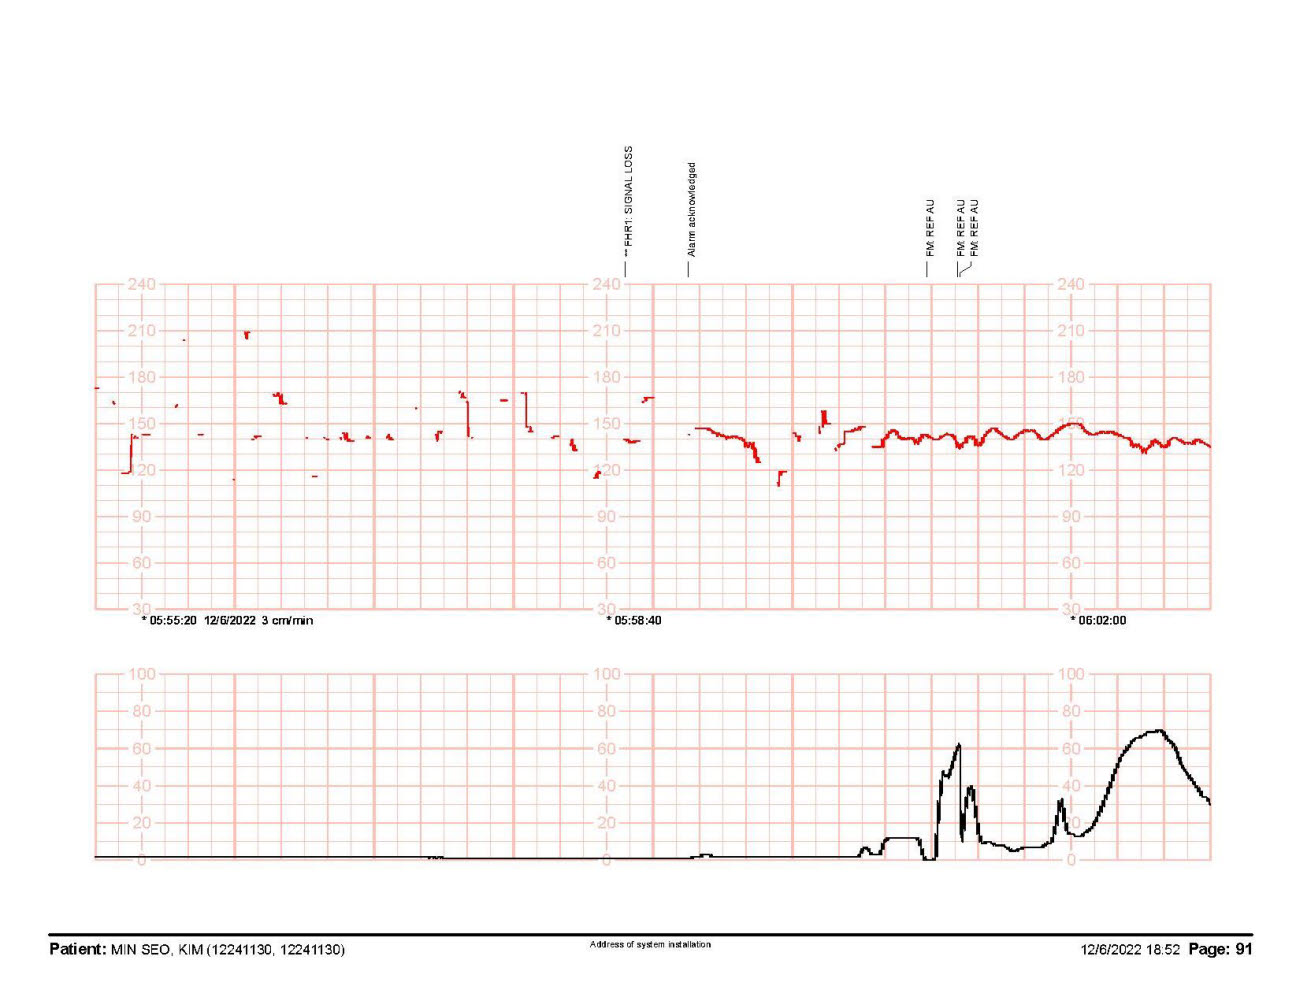 ** FHR1: SIGNAL LOSS
Alarm acknowledged
FM: REF AU
FM: REF AU
FM: REF AU
240 240 240
210 210 210
180 180 180
150 150 150
120 120 120
90 90 90
60 60 60
30 30 30
* 05:55:20 12/6/2022 3 cm/min * 05:58:40 * 06:02:00
100 100 100
80 80 80
60 60 60
40 40 40
20 20 20
0 0 0
Patient: MIN SEO, KIM (12241130, 12241130) Address of system installation 12/6/2022 18:52 Page: 91